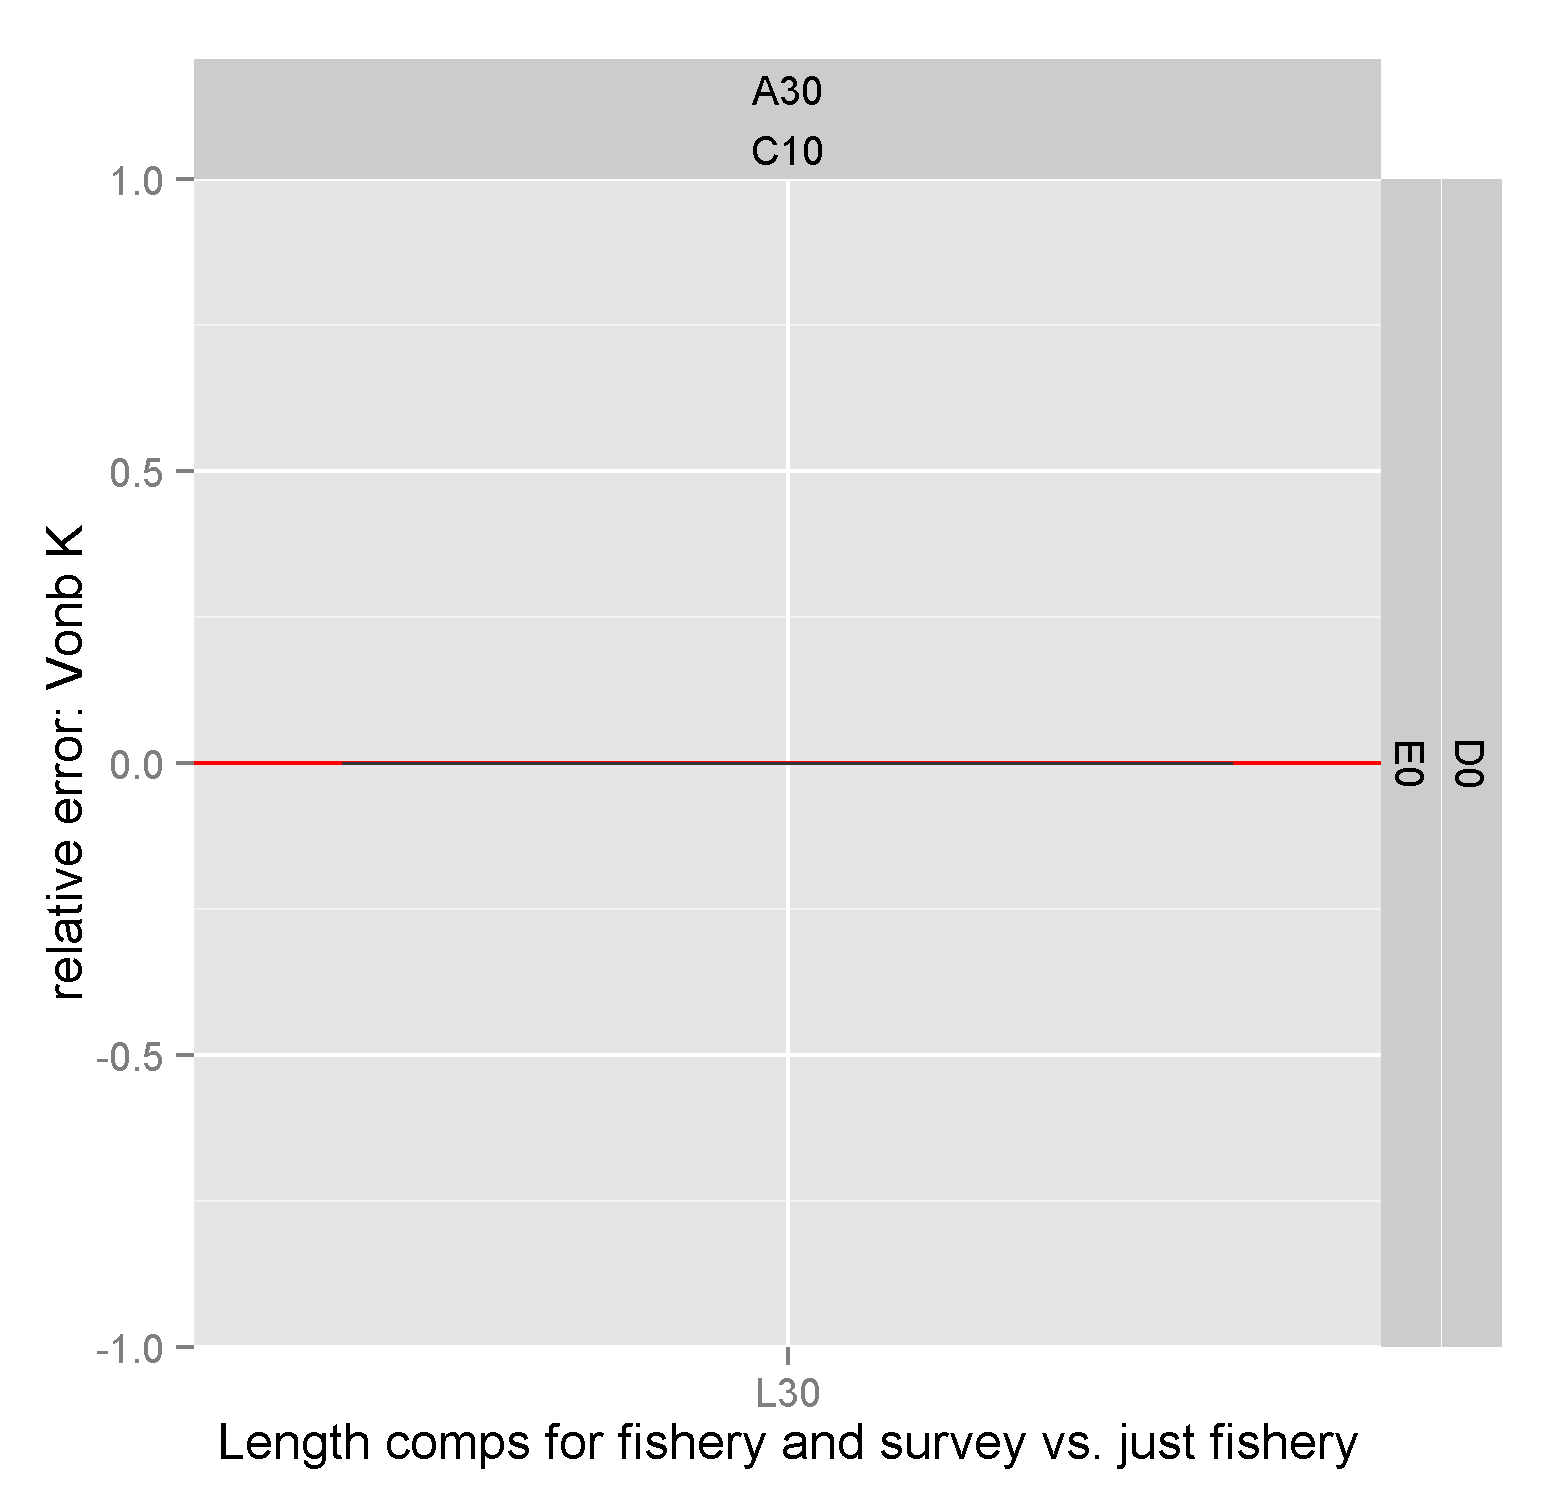 A30
C10
1.0
0.5
0.0
-0.5
-1.0
relative error: Vonb K
E0
D0
L30
Length comps for fishery and survey vs. just fishery